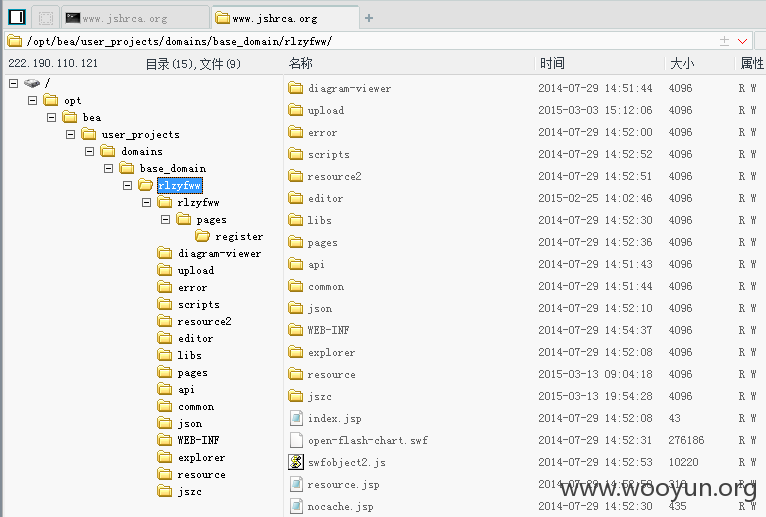 www.jshrca.org www.jshrca.org
/opt/bea/user_projects/domains/base_domain/rlzyfww/
222.190.110.121 目录(15),文件(9) 名称 时间 大小 属性
/
opt
bea
user_projects
domains
base_domain
rlzyfww
rlzyfww
pages
register
diagram-viewer
upload
error
scripts
resource2
editor
libs
pages
api
common
json
WEB-INF
explorer
resource
jszc
diagram-viewer 2014-07-29 14:51:44 4096 R W
upload 2015-03-03 15:12:06 4096 R W
error 2014-07-29 14:52:00 4096 R W
scripts 2014-07-29 14:52:52 4096 R W
resource2 2014-07-29 14:52:51 4096 R W
editor 2015-02-25 14:02:46 4096 R W
libs 2014-07-29 14:52:30 4096 R W
pages 2014-07-29 14:52:36 4096 R W
api 2014-07-29 14:51:43 4096 R W
common 2014-07-29 14:51:44 4096 R W
json 2014-07-29 14:52:10 4096 R W
WEB-INF 2014-07-29 14:54:37 4096 R W
explorer 2014-07-29 14:52:08 4096 R W
resource 2015-03-13 09:04:18 4096 R W
jszc 2015-03-13 19:54:28 4096 R W
index.jsp 2014-07-29 14:52:08 43 R W
open-flash-chart.swf 2014-07-29 14:52:31 276186 R W
swfobject2.js 2014-07-29 14:52:53 10220 R W
resource.jsp 2014-07-29
nocache.jsp 2014-07-29 14:52:30 435 R W
www.wooyun.org